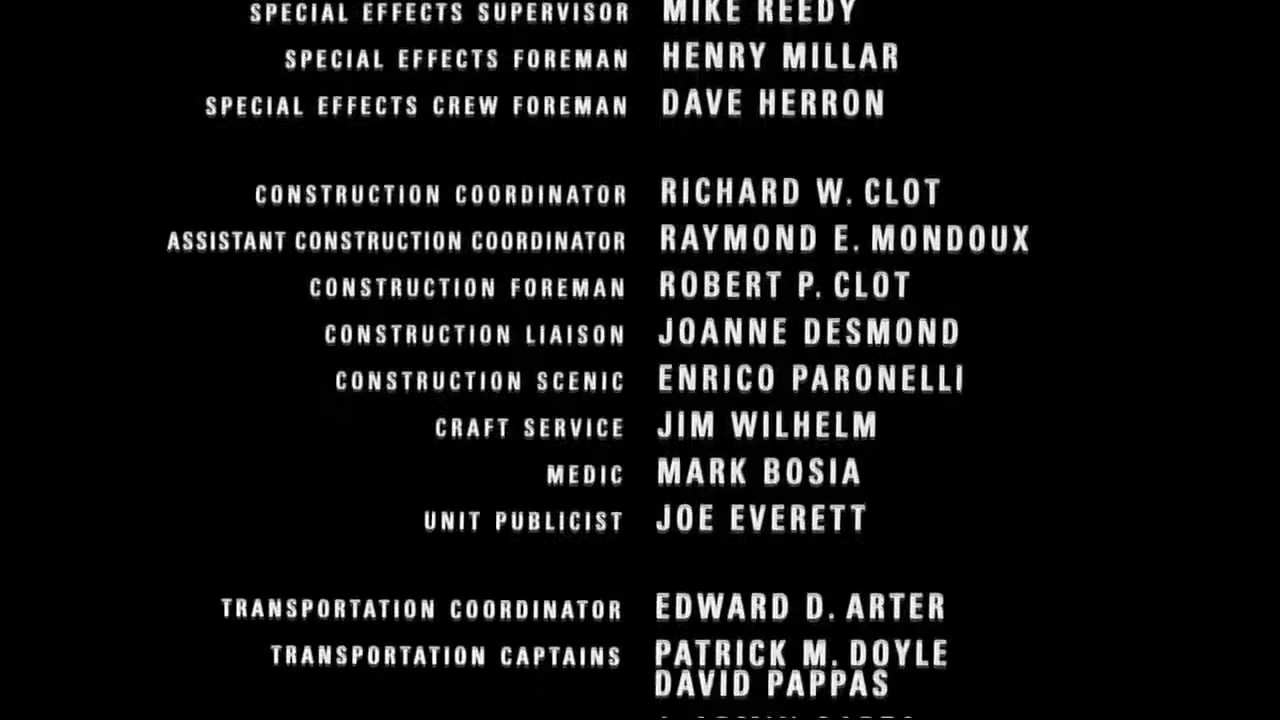 SPECIAL EFFECTS SUPERVISOR MIKE REEDY
SPECIAL EFFECTS FOREMAN HENRY MILLAR
SPECIAL EFFECTS CREW FOREMAN DAVE HERRON
CONSTRUCTION COORDINATOR RICHARD W. CLOT
ASSISTANT CONSTRUCTION COORDINATOR RAYMOND E. MONDOUX
CONSTRUCTION FOREMAN ROBERT P. CLOT
CONSTRUCTION LIAISON JOANNE DESMOND
CONSTRUCTION SCENIC ENRICO PARONELLI
CRAFT SERVICE JIM WILHELM
MEDIC MARK BOSIA
UNIT PUBLICIST JOE EVERETT
TRANSPORTATION COORDINATOR EDWARD D. ARTER
TRANSPORTATION CAPTAINS PATRICK M. DOYLE
DAVID PAPPAS